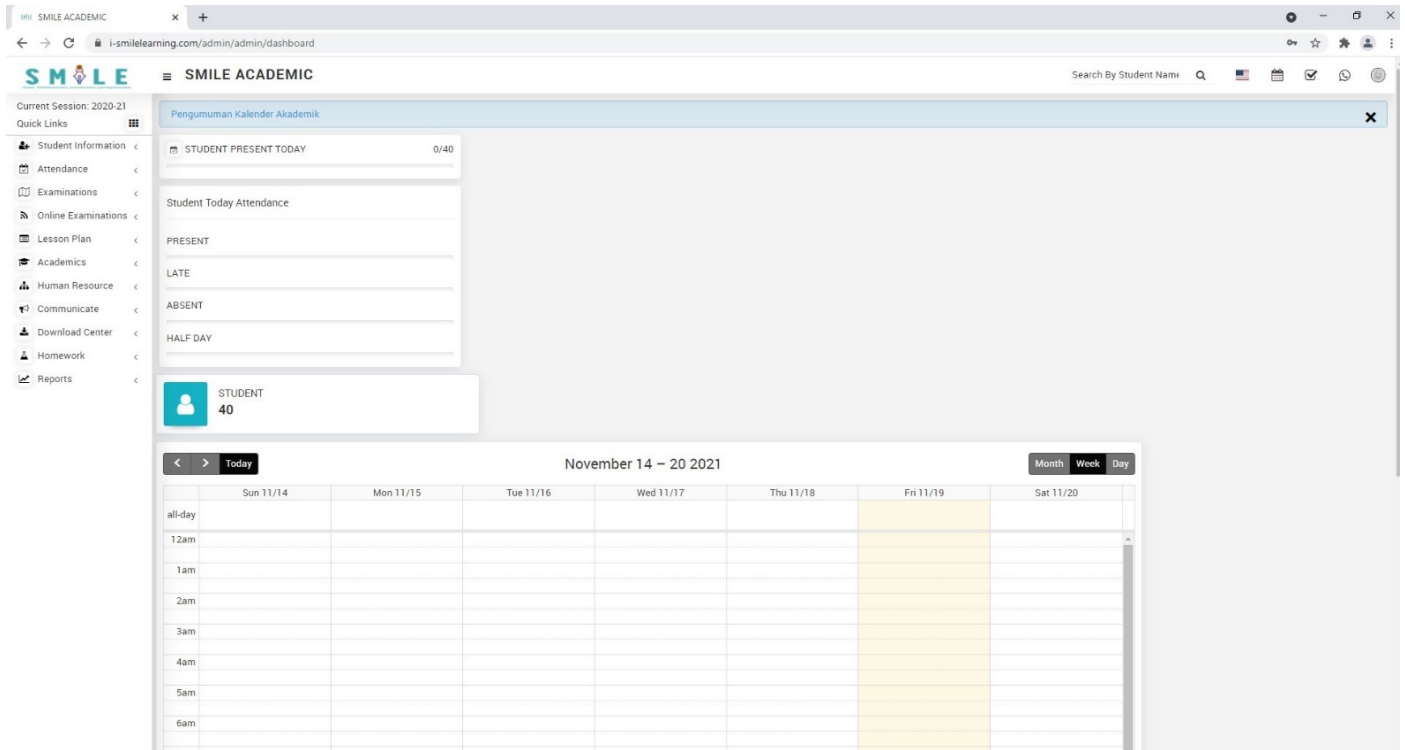 SMILE ACADEMIC
i-smilelearning.com/admin/admin/dashboard
SMILE
SMILE ACADEMIC
Search By Student Name
Current Session: 2020-21
Quick Links
Student Information
Attendance
Examinations
Online Examinations
Lesson Plan
Academics
Human Resource
Communicate
Download Center
Homework
Reports
Pengumuman Kalender Akademik
STUDENT PRESENT TODAY 0/40
Student Today Attendance
PRESENT
LATE
ABSENT
HALF DAY
STUDENT
40
Today November 14 – 20 2021 Month Week Day
Sun 11/14 Mon 11/15 Tue 11/16 Wed 11/17 Thu 11/18 Fri 11/19 Sat 11/20
all-day
12am
1am
2am
3am
4am
5am
6am